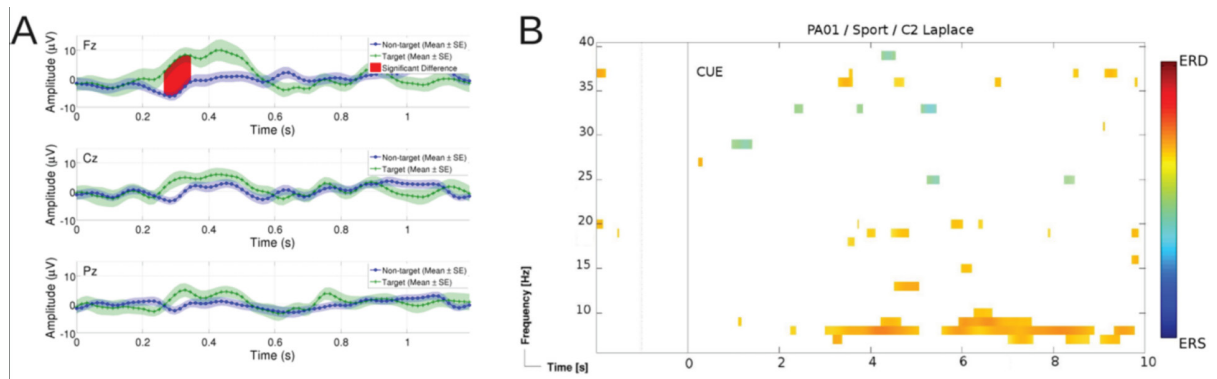 A
Fz
Amplitude (µV)
10
0
-10
Non-target (Mean ± SE)
Target (Mean ± SE)
Significant Difference
0 0.2 0.4 0.6 0.8 1
Time (s)
Cz
Amplitude (µV)
10
0
-10
Non-target (Mean ± SE)
Target (Mean ± SE)
0 0.2 0.4 0.6 0.8 1
Time (s)
Pz
Amplitude (µV)
10
0
-10
Non-target (Mean ± SE)
Target (Mean ± SE)
0 0.2 0.4 0.6 0.8 1
Time (s)
B
PA01 / Sport / C2 Laplace
40
35
30
25
20
15
10
CUE
Frequency [Hz]
Time [s]
0 2 4 6 8 10
ERD
ERS